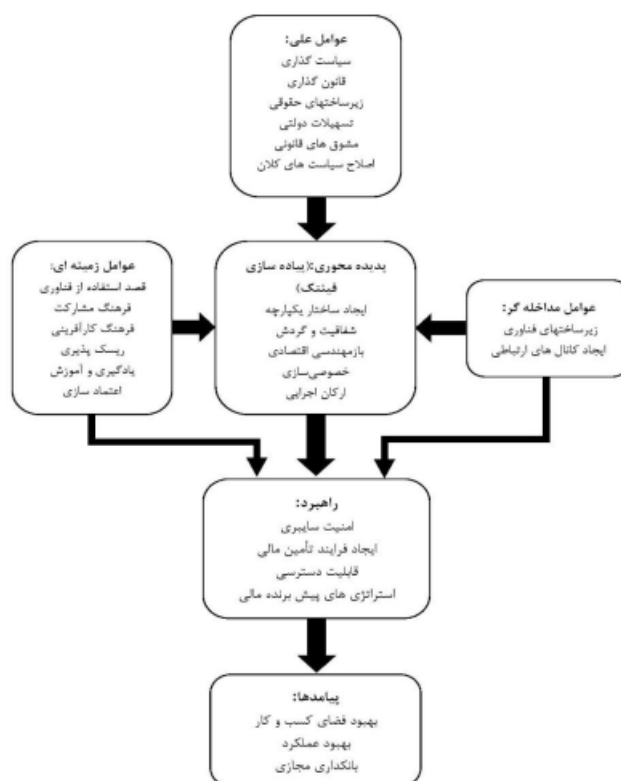 عوامل علی:
سیاست گذاری
قانون گذاری
زیرساختهای حقوقی
تسهیلات دولتی
مشوق های قانونی
اصلاح سیاست های کلان
عوامل زمینه ای:
قصد استفاده از فناوری
فرهنگ مشارکت
فرهنگ کارآفرینی
ریسک پذیری
یادگیری و آموزش
اعتماد سازی
پدیده محوری:(پیاده سازی
فینتک)
ایجاد ساختار یکپارچه
شفافیت و گردش
بازمهندسی اقتصادی
خصوصی‌سازی
ارکان اجرایی
عوامل مداخله گر:
زیرساختهای فناوری
ایجاد کانال های ارتباطی
راهبرد:
امنیت سایبری
ایجاد فرایند تأمین مالی
قابلیت دسترسی
استراتژی های پیش برنده مالی
پیامدها:
بهبود فضای کسب و کار
بهبود عملکرد
بانکداری مجازی